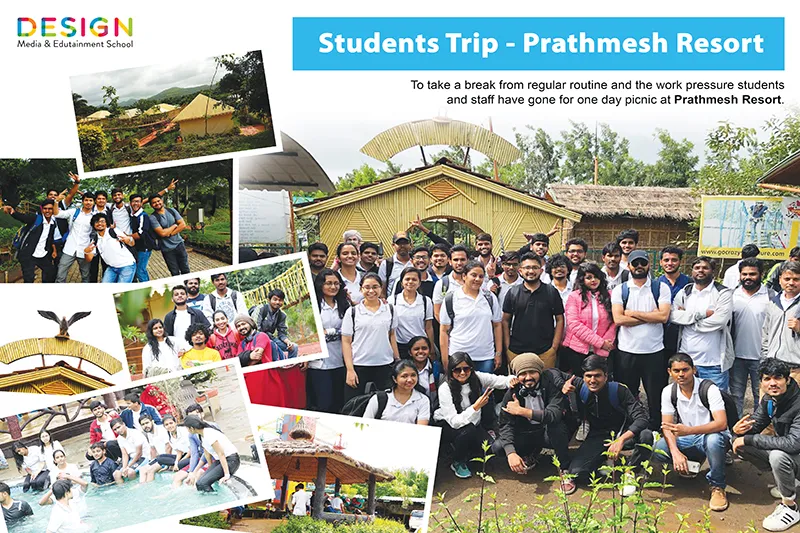 DESIGN
Media & Edutainment School
Students Trip - Prathmesh Resort
To take a break from regular routine and the work pressure students
and staff have gone for one day picnic at Prathmesh Resort.